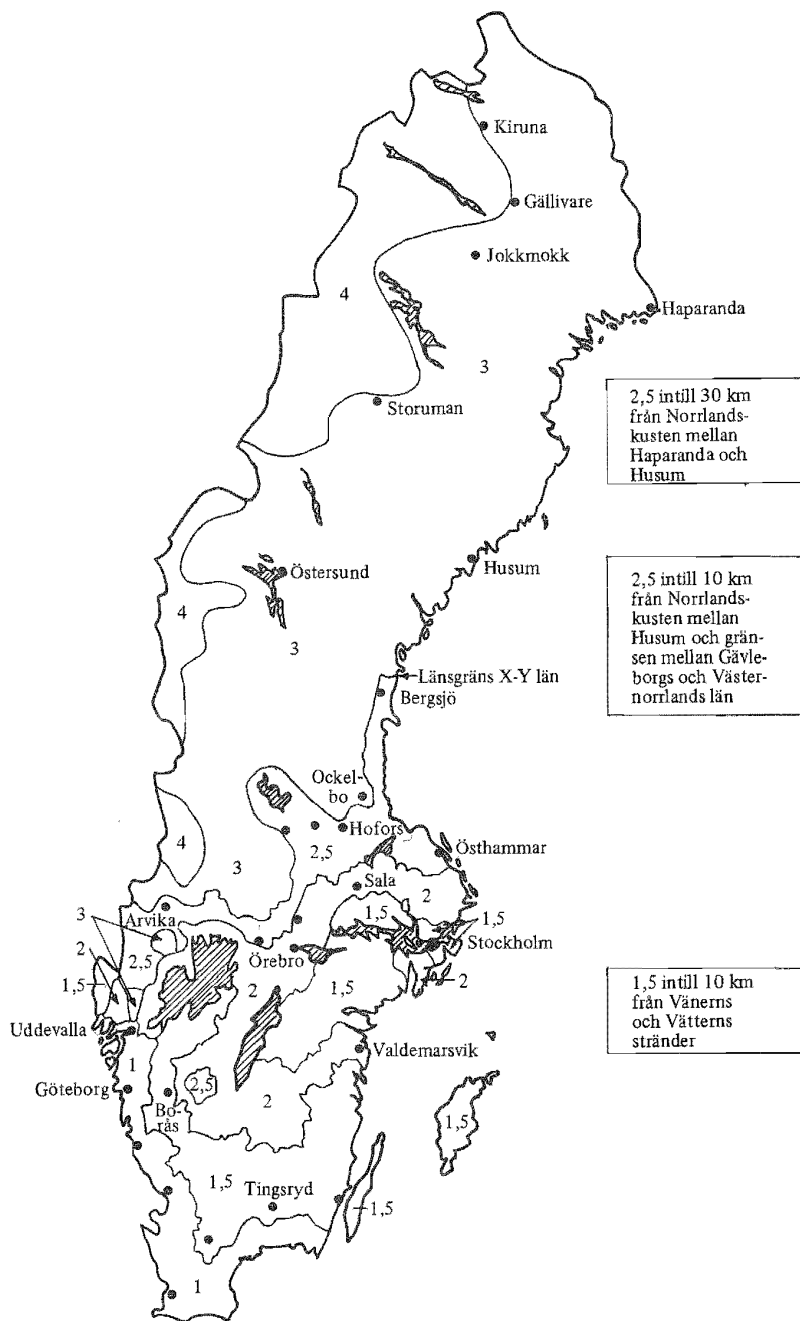 Kiruna
Gällivare
Jokkmokk
4
Haparanda
3
Storuman
2,5 intill 30 km
från Norrlands-
kusten mellan
Haparanda och
Husum
Östersund
Husum
4
3
2,5 intill 10 km
från Norrlands-
kusten mellan
Husum och grän-
sen mellan Gävle-
borgs och Väster-
norrlands län
Länsgräns X-Y län
Bergsjö
Ockel-
bo
Hofors
4
2,5
Östhammar
3
Sala
2
3
Arvika
1,5
1,5
Stockholm
2
2,5
Örebro
1,5
2
1,5
2
1,5 intill 10 km
från Vänerns
och Vätterns
stränder
Uddevalla
Valdemarsvik
1
Göteborg
2,5
Bo-
rås
2
1,5
1,5
Tingsryd
1,5
1